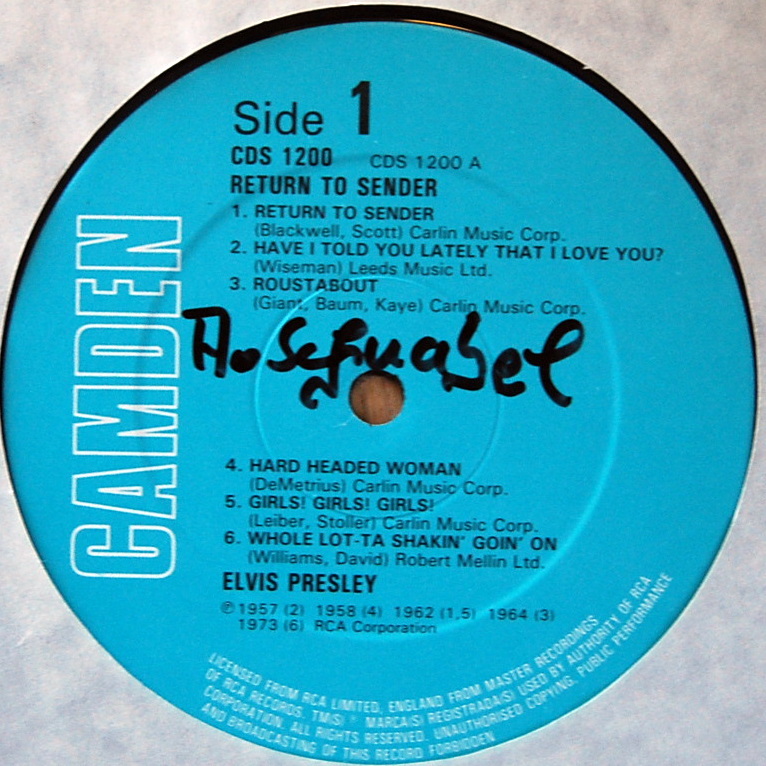 CAMDEN
Side 1
CDS 1200 CDS 1200 A
RETURN TO SENDER
1. RETURN TO SENDER
(Blackwell, Scott) Carlin Music Corp.
2. HAVE I TOLD YOU LATELY THAT I LOVE YOU?
(Wiseman) Leeds Music Ltd.
3. ROUSTABOUT
(Giant, Baum, Kaye) Carlin Music Corp.
4. HARD HEADED WOMAN
(DeMetrius) Carlin Music Corp.
5. GIRLS! GIRLS! GIRLS!
(Leiber, Stoller) Carlin Music Corp.
6. WHOLE LOT-TA SHAKIN' GOIN' ON
(Williams, David) Robert Mellin Ltd.
ELVIS PRESLEY
℗ 1957 (2) 1958 (4) 1962 (1,5) 1964 (3)
1973 (6) RCA Corporation
LICENSED FROM RCA LIMITED, ENGLAND FROM MASTER RECORDINGS
OF RCA RECORDS. TM(S) ® MARCA(S) REGISTRADA(S) USED BY AUTHORITY OF RCA
CORPORATION. ALL RIGHTS RESERVED. UNAUTHORISED COPYING, PUBLIC PERFORMANCE
AND BROADCASTING OF THIS RECORD FORBIDDEN